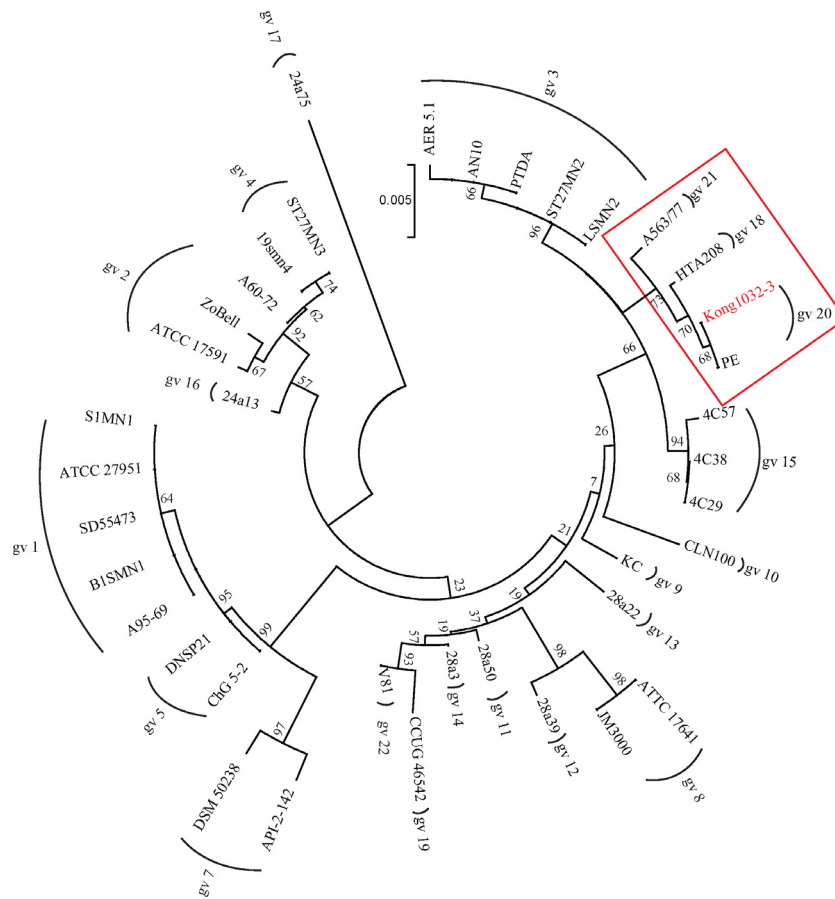 gv 17
24a75
gv 3
AER 5.1
AN10
PTDA
ST27MN2
LSMN2
66
96
0.005
A563/77
gv 21
HTA208
gv 18
Kong1032-3
gv 20
PE
73
70
68
gv 4
ST27MN3
19smn4
74
gv 2
A60-72
62
ZoBell
92
ATCC 17591
67
gv 16
24a13
57
66
4C57
94
4C38
68
4C29
gv 15
26
CLN100
gv 10
7
KC
gv 9
21
28a22
gv 13
19
S1MN1
ATCC 27951
64
SD55473
gv 1
B1SMN1
A95-69
95
DNSP21
99
gv 5
ChG 5-2
23
37
19
57
93
28a50
gv 11
28a3
gv 14
V81
gv 22
CCUG 46542
gv 19
98
28a39
gv 12
98
ATTC 17641
JM3000
gv 8
97
DSM 50238
API-2-142
gv 7